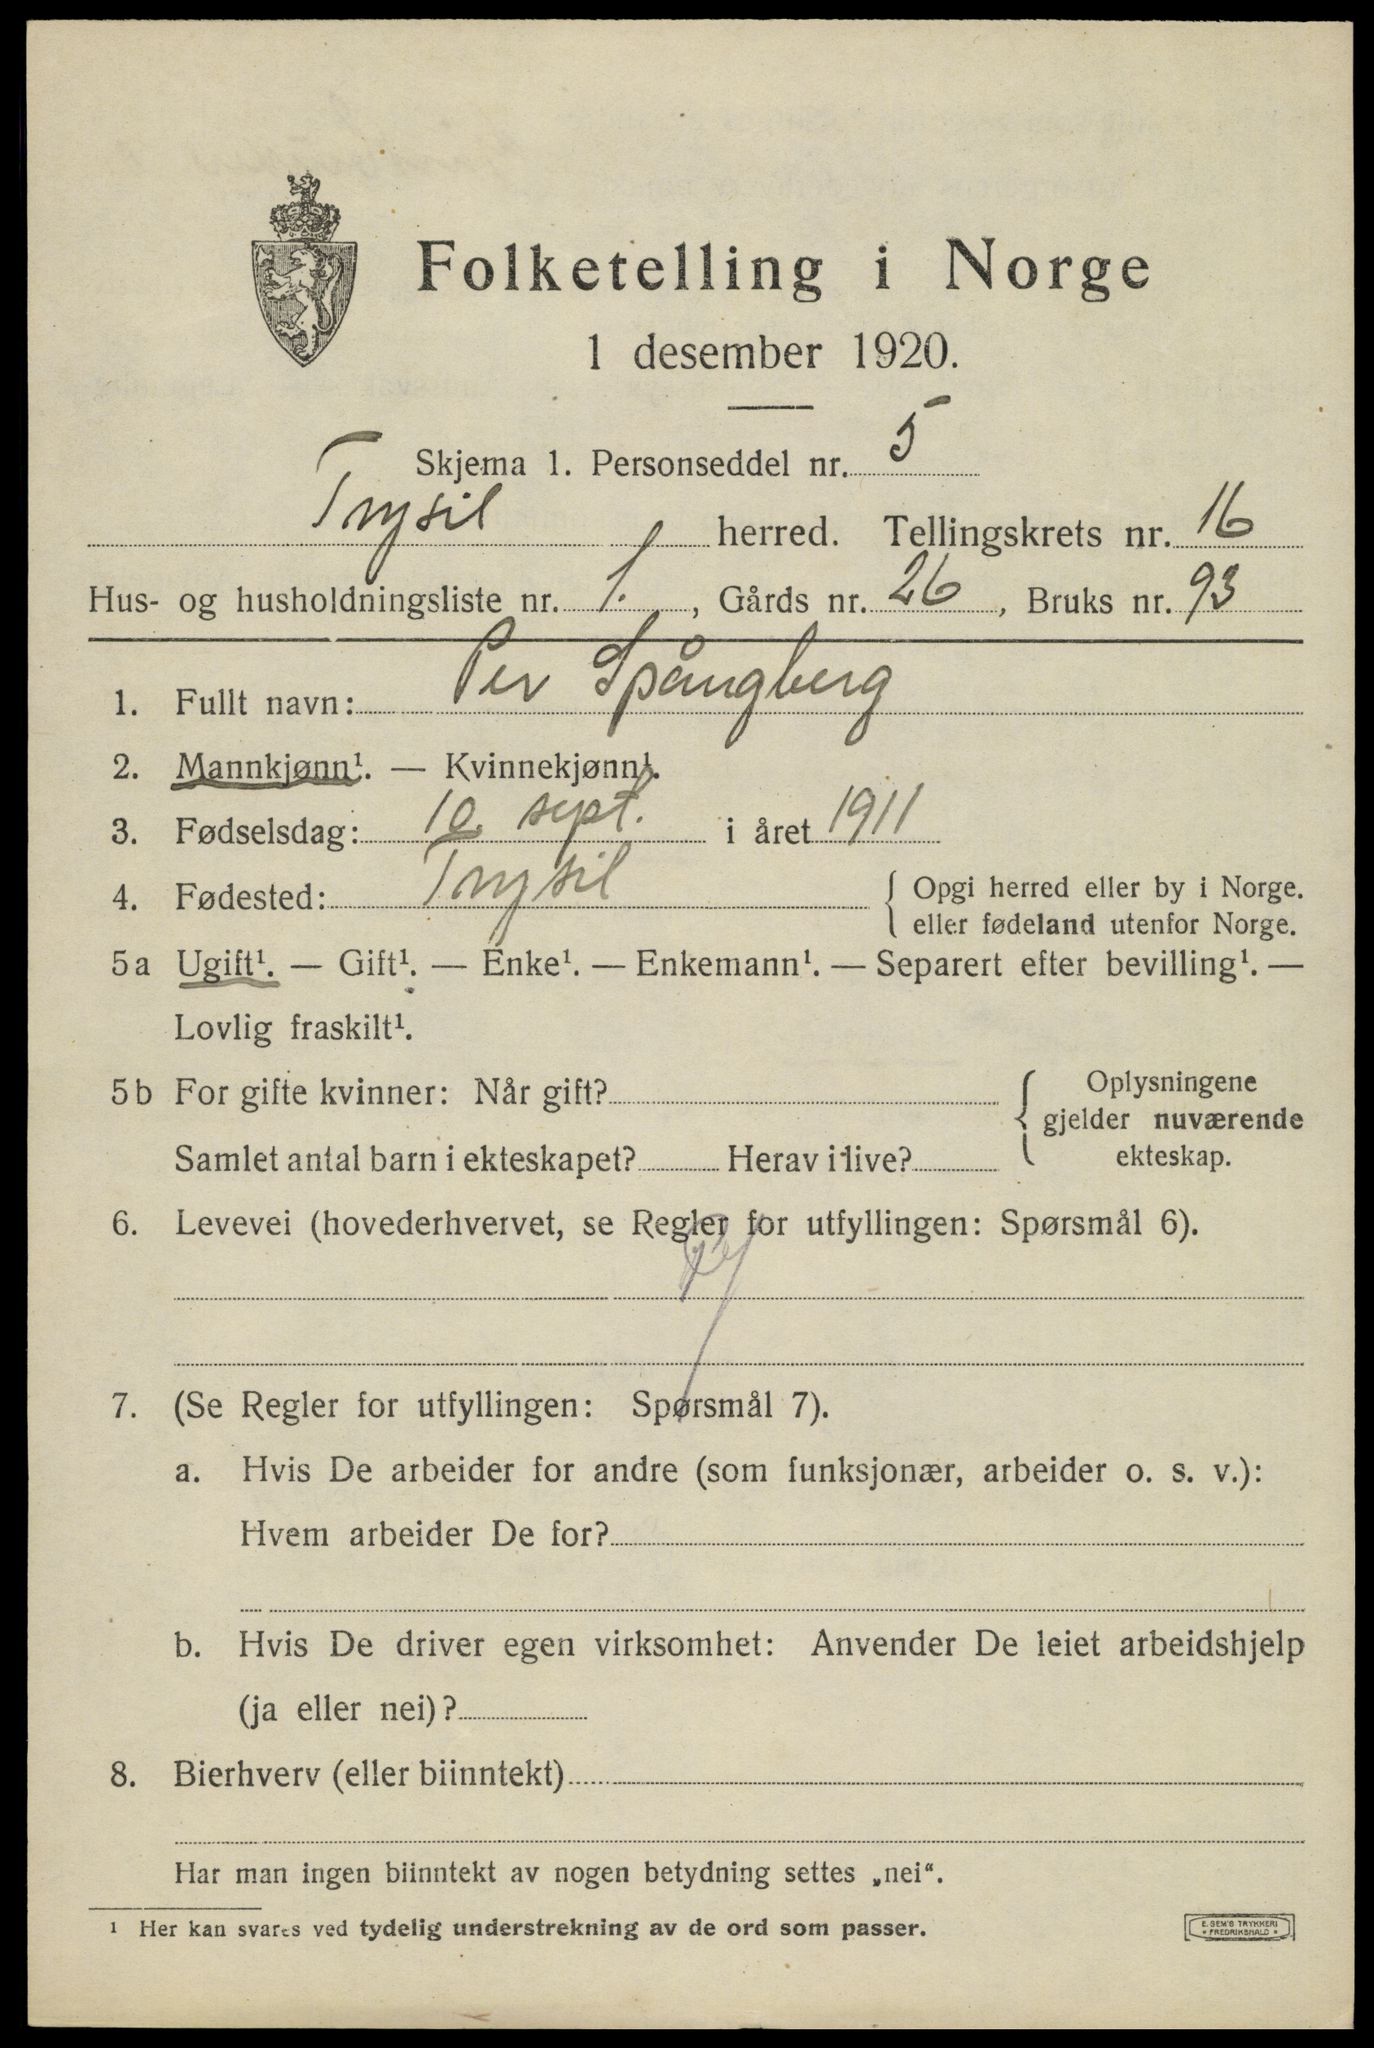 Folketelling i Norge
1 desember 1920.
Skjema 1. Personseddel nr. 5
Trysil herred. Tellingskrets nr. 16
Hus- og husholdningsliste nr. 1. , Gårds nr. 26 , Bruks nr. 93
1. Fullt navn: Per Spångberg
2. Mannkjønn¹. — Kvinnekjønn¹.
3. Fødselsdag: 10. sept. i året 1911
4. Fødested: Trysil { Opgi herred eller by i Norge.
eller fødeland utenfor Norge.
5a Ugift¹. — Gift¹. — Enke¹. — Enkemann¹. — Separert efter bevilling¹. —
Lovlig fraskilt¹.
5b For gifte kvinner: Når gift? { Oplysningene
gjelder nuværende
Samlet antal barn i ekteskapet? Herav i live? ekteskap.
6. Levevei (hovederhvervet, se Regler for utfyllingen: Spørsmål 6).
7. (Se Regler for utfyllingen: Spørsmål 7).
a. Hvis De arbeider for andre (som funksjonær, arbeider o. s. v.):
Hvem arbeider De for?
b. Hvis De driver egen virksomhet: Anvender De leiet arbeidshjelp
(ja eller nei)?
8. Bierhverv (eller biinntekt)
Har man ingen biinntekt av nogen betydning settes „nei“.
¹ Her kan svares ved tydelig understrekning av de ord som passer.
E. SEM'S TRYKKERI
• FREDRIKSHALD •